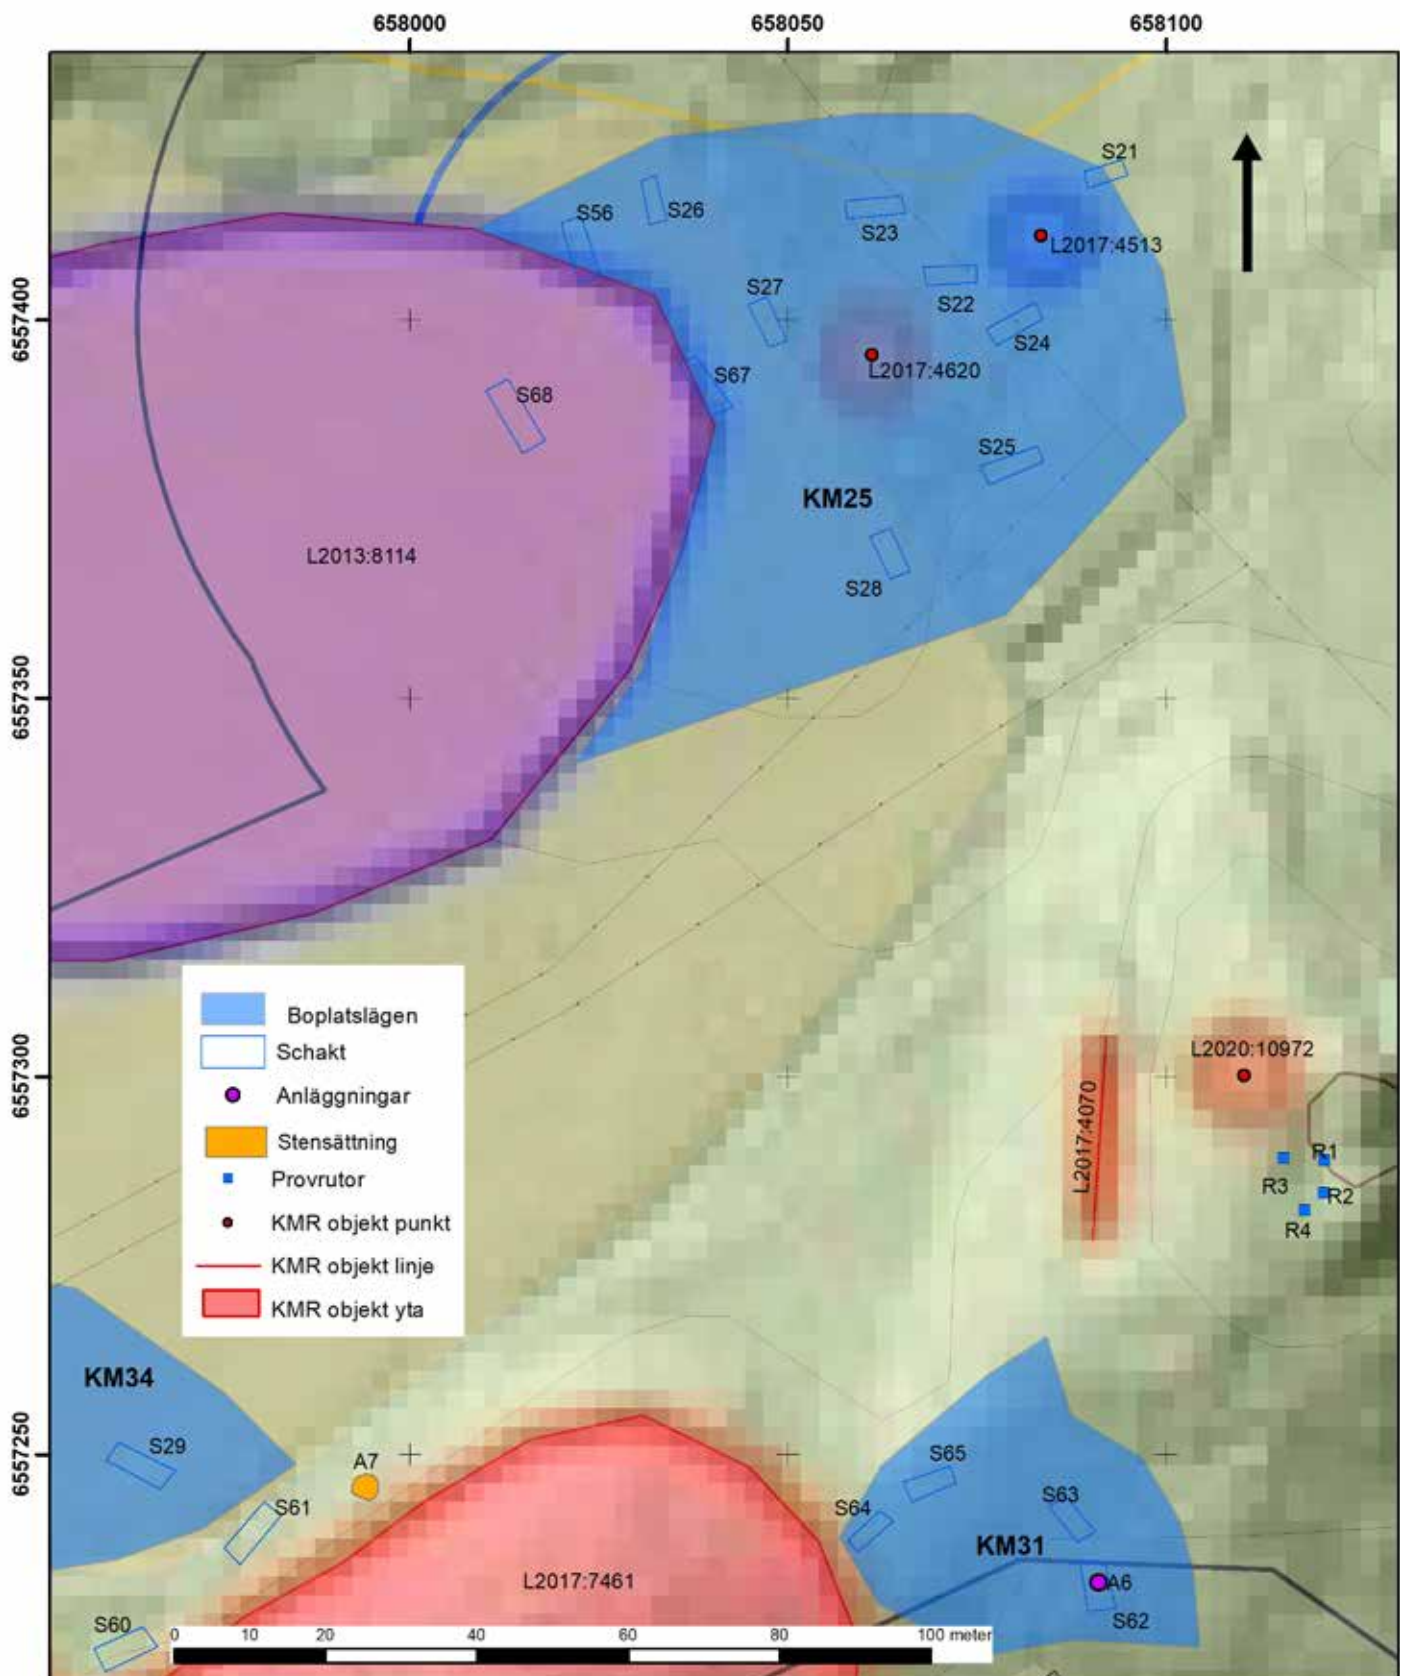 658000 658050 658100
S21
S26
S56
S23
L2017:4513
S22
S27
6557400
S24
L2017:4620
S67
S68
S25
KM25
L2013:8114
S28
6557350
Boplatslägen
Schakt
Anläggningar
Stensättning
Provrutor
KMR objekt punkt
KMR objekt linje
KMR objekt yta
6557300
L2020:10972
L2017:4070
R1
R3
R2
R4
KM34
6557250
S29
A7
S61
S65
S64
S63
KM31
L2017:7461
A6
S62
S60
0 10 20 40 60 80 100 meter